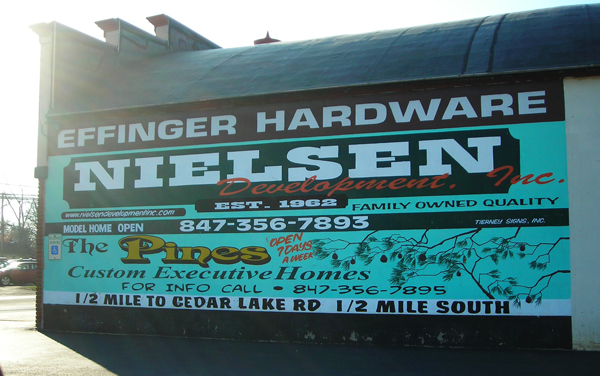 EFFINGER HARDWARE
NIELSEN
Development, Inc.
EST. 1962 FAMILY OWNED QUALITY
www.nielsendevelopmentinc.com
MODEL HOME OPEN 847-356-7893 TIERNEY SIGNS, INC.
The Pines OPEN 7 DAYS A WEEK
Custom Executive Homes
FOR INFO CALL • 847-356-7895
1/2 MILE TO CEDAR LAKE RD 1/2 MILE SOUTH